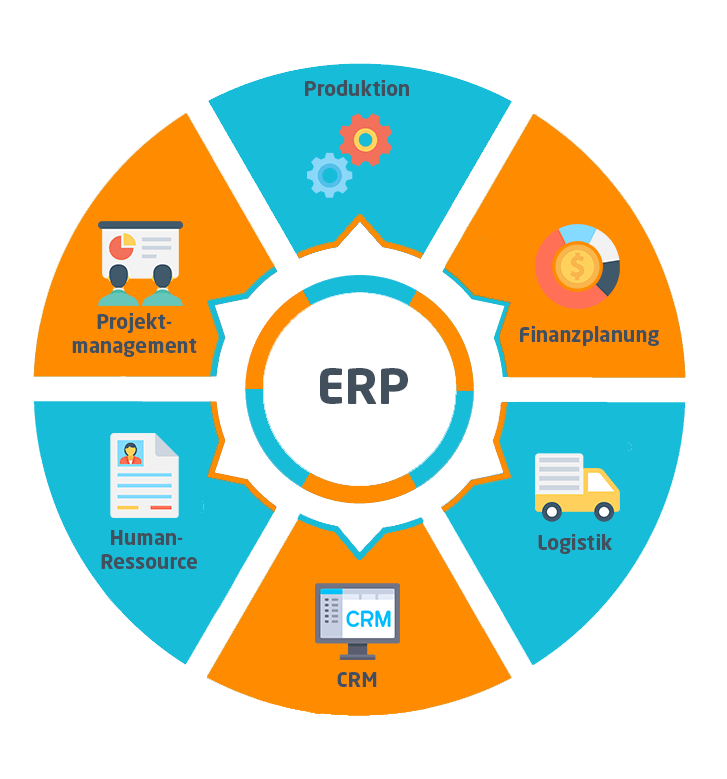 Produktion
Finanzplanung
Projekt-
management
ERP
Human-
Ressource
Logistik
CRM
CRM